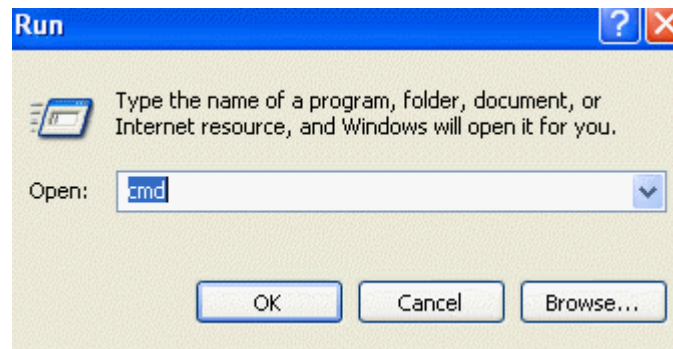 Run
Type the name of a program, folder, document, or
Internet resource, and Windows will open it for you.
Open: cmd
OK Cancel Browse...